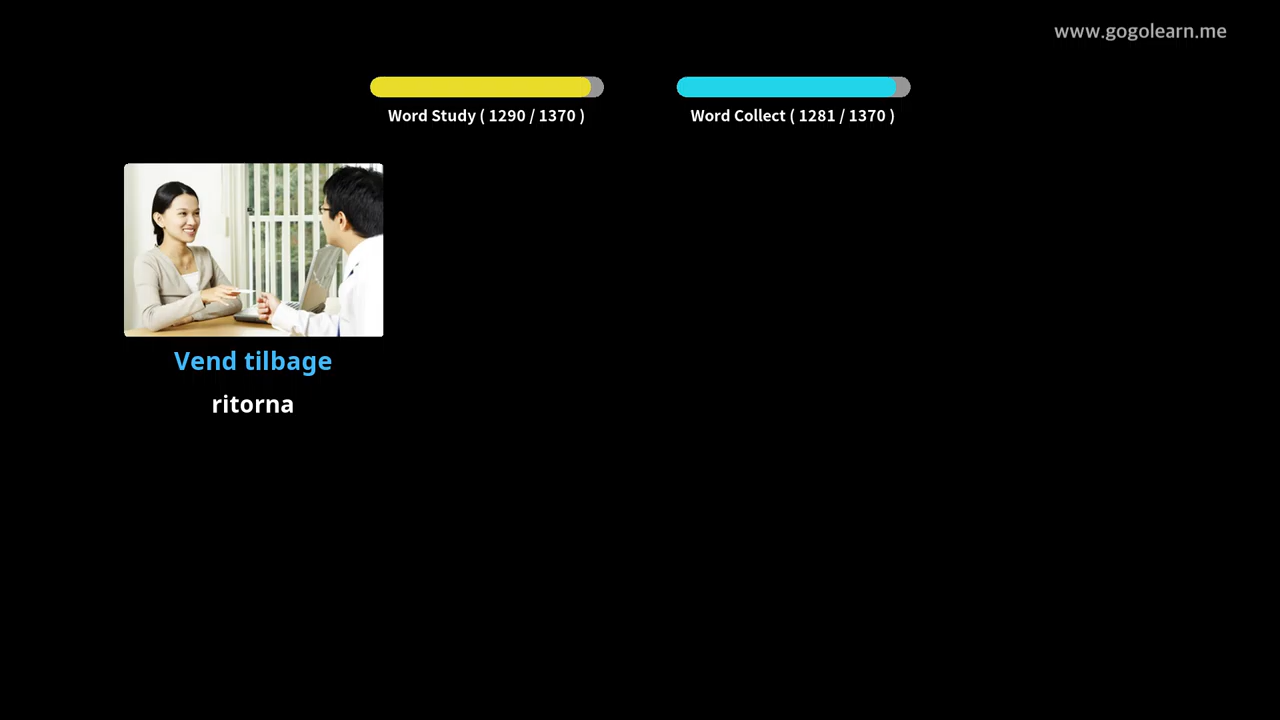 www.gogolearn.me
Word Study ( 1290 / 1370 )
Word Collect ( 1281 / 1370 )
Vend tilbage
ritorna